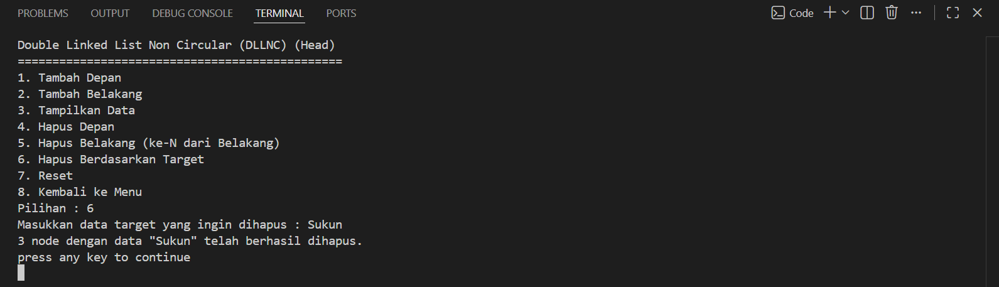 PROBLEMS OUTPUT DEBUG CONSOLE TERMINAL PORTS Code
Double Linked List Non Circular (DLLNC) (Head)
===============================================
1. Tambah Depan
2. Tambah Belakang
3. Tampilkan Data
4. Hapus Depan
5. Hapus Belakang (ke-N dari Belakang)
6. Hapus Berdasarkan Target
7. Reset
8. Kembali ke Menu
Pilihan : 6
Masukkan data target yang ingin dihapus : Sukun
3 node dengan data "Sukun" telah berhasil dihapus.
press any key to continue